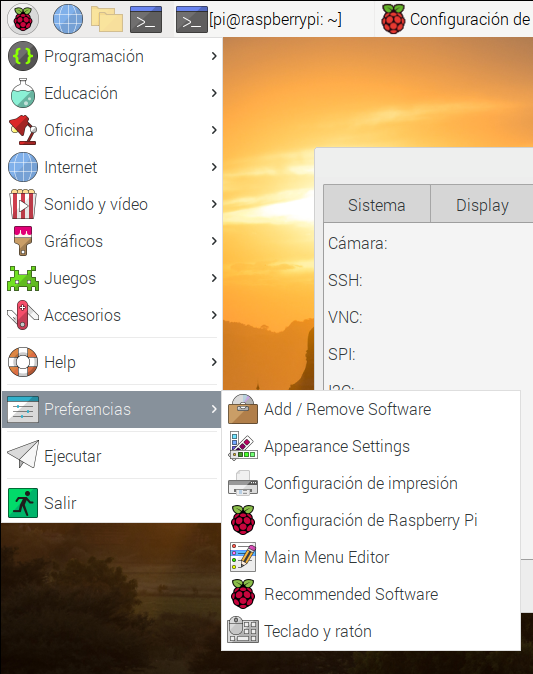 [pi@raspberrypi: ~]
Configuración de
Programación
Educación
Oficina
Internet
Sonido y vídeo
Gráficos
Juegos
Accesorios
Help
Preferencias
Ejecutar
Salir
Sistema
Display
Cámara:
SSH:
VNC:
SPI:
I2C:
Add / Remove Software
Appearance Settings
Configuración de impresión
Configuración de Raspberry Pi
Main Menu Editor
Recommended Software
Teclado y ratón